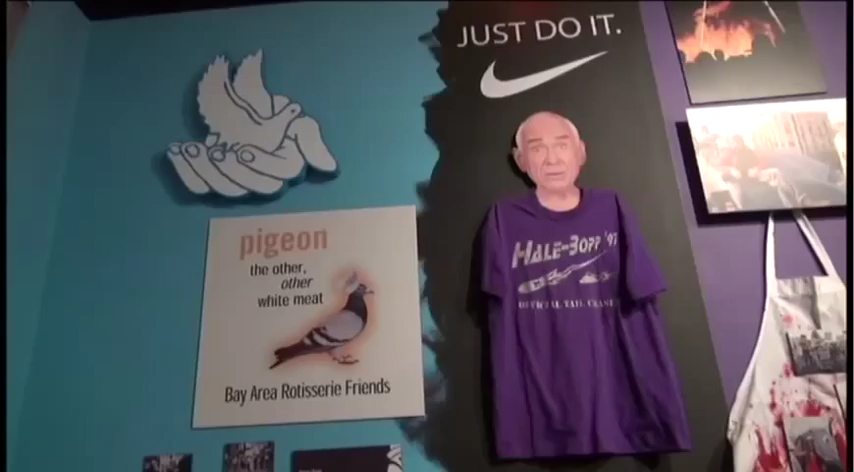 JUST DO IT.
pigeon
the other,
other
white meat
Bay Area Rotisserie Friends
HALE-BOPP '97
OFFICIAL TAIL CHASER